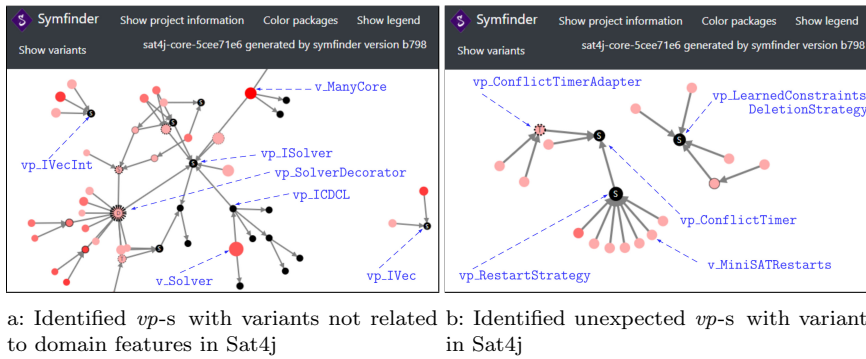 Symfinder Show project information Color packages Show legend
Show variants sat4j-core-5cee71e6 generated by symfinder version b798
v_ManyCore
vp_IVecInt
vp_ISolver
vp_SolverDecorator
vp_ICDCL
v_Solver
vp_IVec
S
S
S
S
S
Symfinder Show project information Color packages Show legend
Show variants sat4j-core-5cee71e6 generated by symfinder version b798
vp_ConflictTimerAdapter
vp_LearnedConstraints
DeletionStrategy
S
S
S
vp_ConflictTimer
vp_RestartStrategy
v_MiniSATRestarts
a: Identified vp-s with variants not related
to domain features in Sat4j
b: Identified unexpected vp-s with variant
in Sat4j